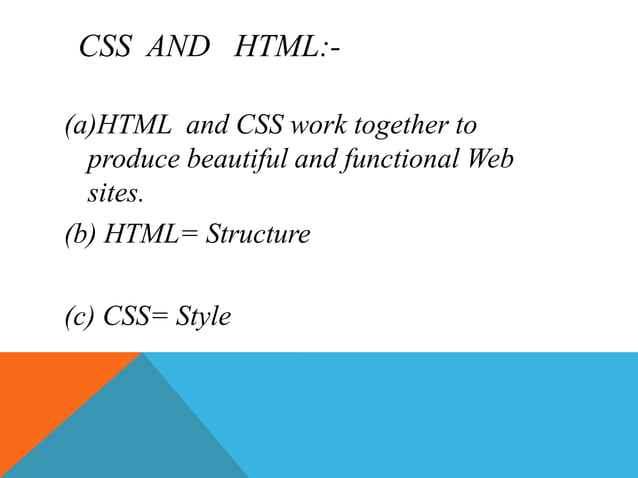 CSS AND HTML:-
(a)HTML and CSS work together to
produce beautiful and functional Web
sites.
(b) HTML= Structure
(c) CSS= Style